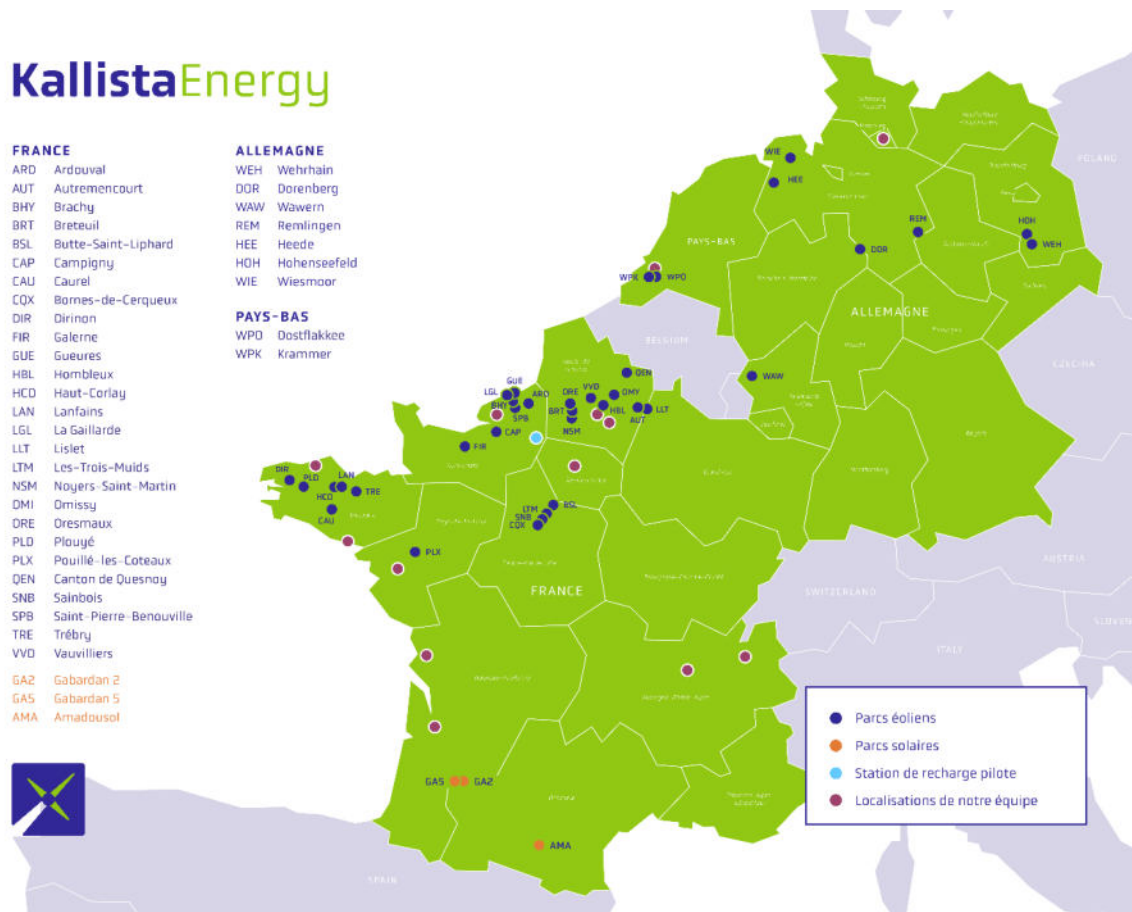 KallistaEnergy
FRANCE
ARD Ardouval
AUT Autremencourt
BHY Brachy
BRT Breteuil
BSL Butte-Saint-Liphard
CAP Campigny
CAU Caurel
CQX Bornes-de-Cerqueux
DIR Dirinon
FIR Galerne
GUE Gueures
HBL Hombleux
HCO Haut-Corlay
LAN Lanfains
LGL La Gaillarde
LLT Lislet
LTM Les-Trois-Muids
NSM Noyers-Saint-Martin
OMI Omissy
ORE Oresmaux
PLO Plouyé
PLX Pouillé-les-Coteaux
QEN Canton de Quesnoy
SNB Sainbois
SPB Saint-Pierre-Benouville
TRE Trébry
VVO Vauvilliers
GA2 Gabardan 2
GA5 Gabardan 5
AMA Amadousol
ALLEMAGNE
WEH Wehrhain
DOR Dorenberg
WAW Wawern
REM Remlingen
HEE Heede
HOH Hohenseefeld
WIE Wiesmoor
PAYS-BAS
WPO Oostflakkee
WPK Krammer
POLAND
WIE
HEE
REM
HOH
WEH
DOR
PAYS-BAS
WPK
WPO
ALLEMAGNE
BELGIUM
CZECHIA
WAW
QEN
GUE
LGL
BHY
SPB
ARD
ORE
VVO
OMY
BRT
HBL
AUT
LLT
NSM
CAP
FIR
DIR
PLO
LAN
HCO
TRE
CAU
BSL
LTM
SNB
CQX
PLX
FRANCE
AUSTRIA
SWITZERLAND
SLOVEN
ITALY
GA5
GA2
AMA
SPAIN
Parcs éoliens
Parcs solaires
Station de recharge pilote
Localisations de notre équipe